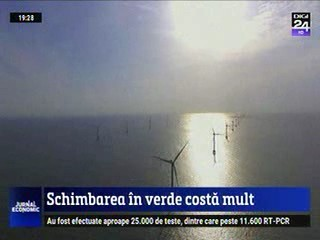 19:28
DIGI
24
Schimbarea în verde costă mult
JURNAL
ECONOMIC
Au fost efectuate aproape 25.000 de teste, dintre care peste 11.600 RT-PCR